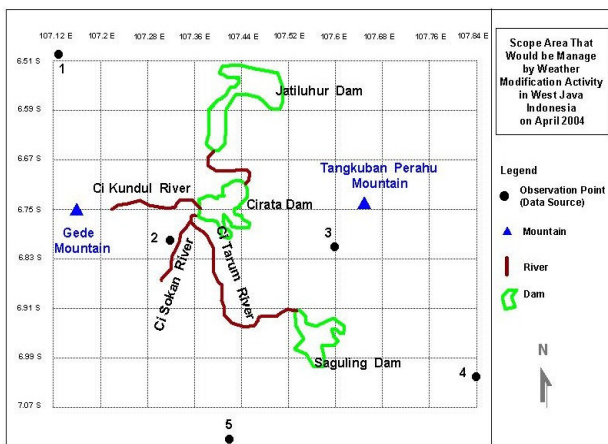 107.12 E 107.2 E 107.28 E 107.36 E 107.44 E 107.52 E 107.6 E 107.68 E 107.76 E 107.84 E
1
6.51 S
Jatiluhur Dam
6.59 S
6.67 S
Tangkuban Perahu
Mountain
Ci Kundul River
Cirata Dam
6.75 S
Gede
Mountain
2
3
Ci Sokan River
Ci Tarum River
6.83 S
6.91 S
Saguling Dam
6.99 S
4
7.07 S
5
Scope Area That
Would be Manage
by Weather
Modification Activity
in West Java
Indonesia
on April 2004
Legend
Observation Point
(Data Source)
Mountain
River
Dam
N